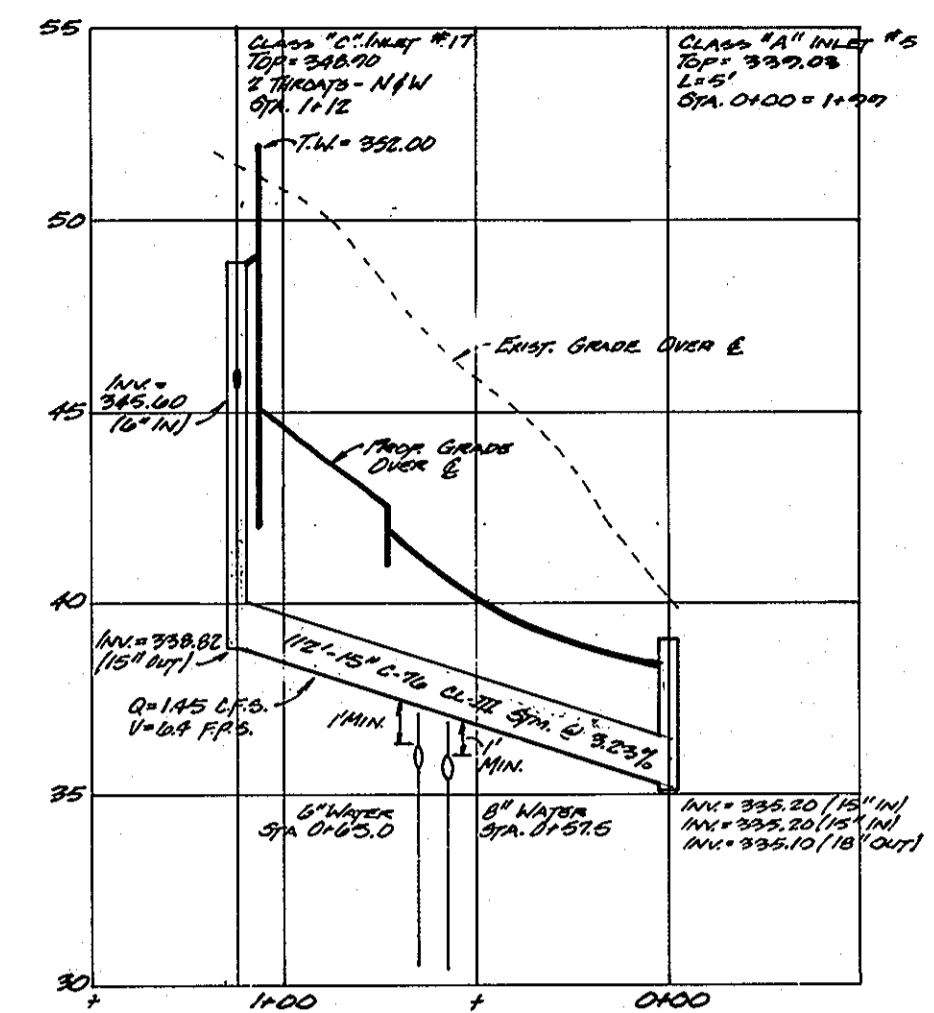 55
CLASS "C" INLET #17
TOP = 348.90
2 THROATS - N & W
STA. 1+12
CLASS "A" INLET #5
TOP = 339.03
L = 5'
STA. 0+00 = 1+99
T.W. = 352.00
50
EXIST. GRADE OVER ℄
INV. =
345.60
(6" IN)
45
PROP. GRADE
OVER ℄
40
INV. = 338.82
(15" OUT)
112'-15" C-76 CL-III STM. @ 3.23%
Q = 1.45 C.F.S.
V = 6.4 F.P.S.
1' MIN.
1'
MIN.
35
6" WATER
STA 0+65.0
8" WATER
STA. 0+57.5
INV. = 335.20 (15" IN)
INV. = 335.20 (15" IN)
INV. = 335.10 (18" OUT)
30
+ 1+00 + 0+00